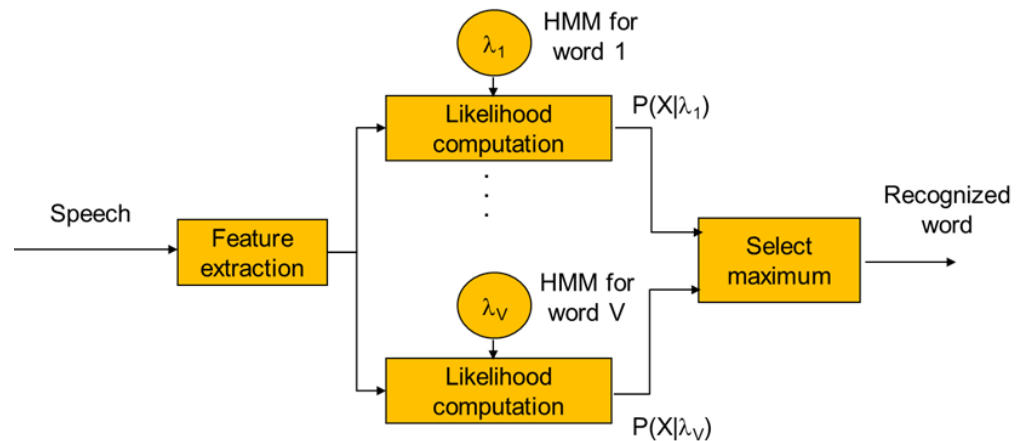 λ₁
HMM for
word 1
Likelihood
computation
P(X|λ₁)
.
.
.
Speech
Feature
extraction
Recognized
word
Select
maximum
λV
HMM for
word V
Likelihood
computation
P(X|λV)